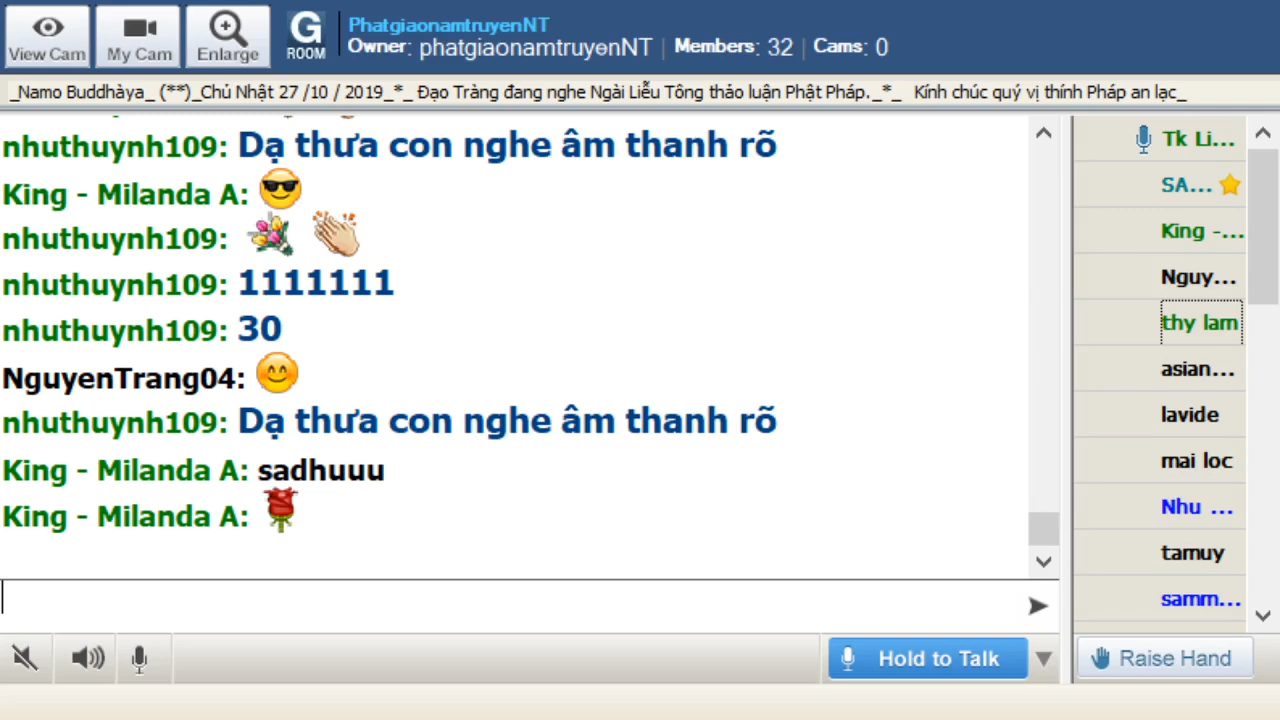 View Cam
My Cam
Enlarge
G
ROOM
PhatgiaonamtruyenNT
Owner: phatgiaonamtruyenNT | Members: 32 | Cams: 0
_Namo Buddhàya_ (**)_Chủ Nhật 27 /10 / 2019_*_ Đạo Tràng đang nghe Ngài Liễu Tông thảo luận Phật Pháp._*_ Kính chúc quý vị thính Pháp an lạc_
nhuthuynh109: Dạ thưa con nghe âm thanh rõ
King - Milanda A:
nhuthuynh109:
nhuthuynh109: 1111111
nhuthuynh109: 30
NguyenTrang04:
nhuthuynh109: Dạ thưa con nghe âm thanh rõ
King - Milanda A: sadhuuu
King - Milanda A:
Tk Li...
SA...
King -...
Nguy...
thy lam
asian...
lavide
mai loc
Nhu ...
tamuy
samm...
Hold to Talk
Raise Hand